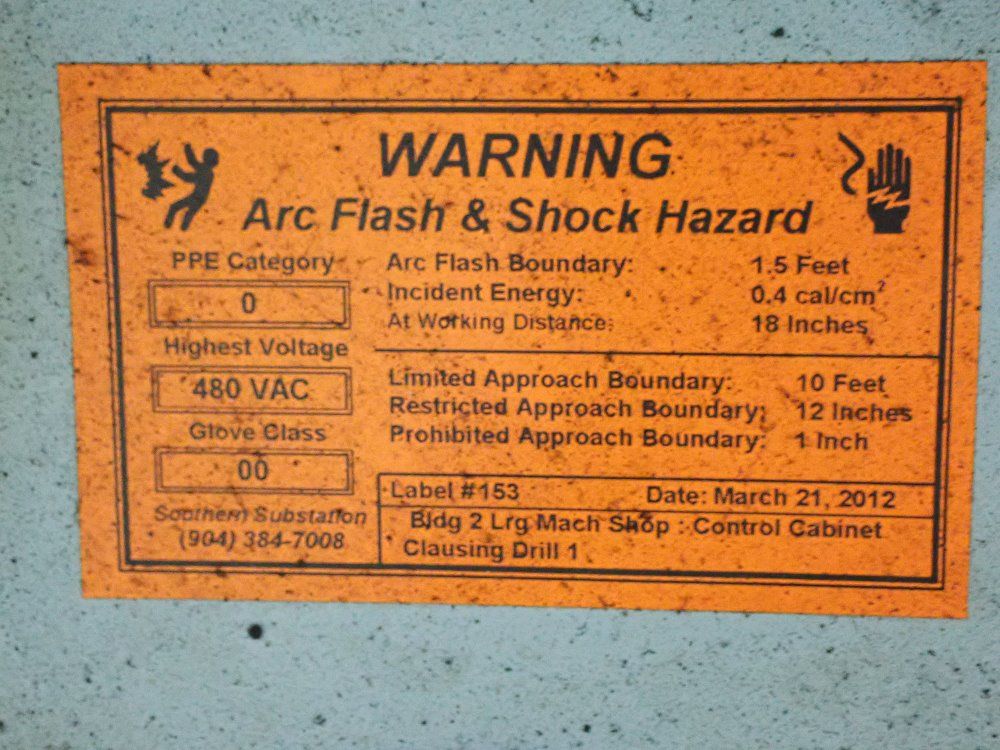 WARNING
Arc Flash & Shock Hazard
PPE Category
0
Highest Voltage
480 VAC
Glove Class
00
Southern Substation
(904) 384-7008
Arc Flash Boundary: 1.5 Feet
Incident Energy: 0.4 cal/cm²
At Working Distance: 18 Inches
Limited Approach Boundary: 10 Feet
Restricted Approach Boundary: 12 Inches
Prohibited Approach Boundary: 1 Inch
Label #153 Date: March 21, 2012
Bldg 2 Lrg Mach Shop : Control Cabinet
Clausing Drill 1